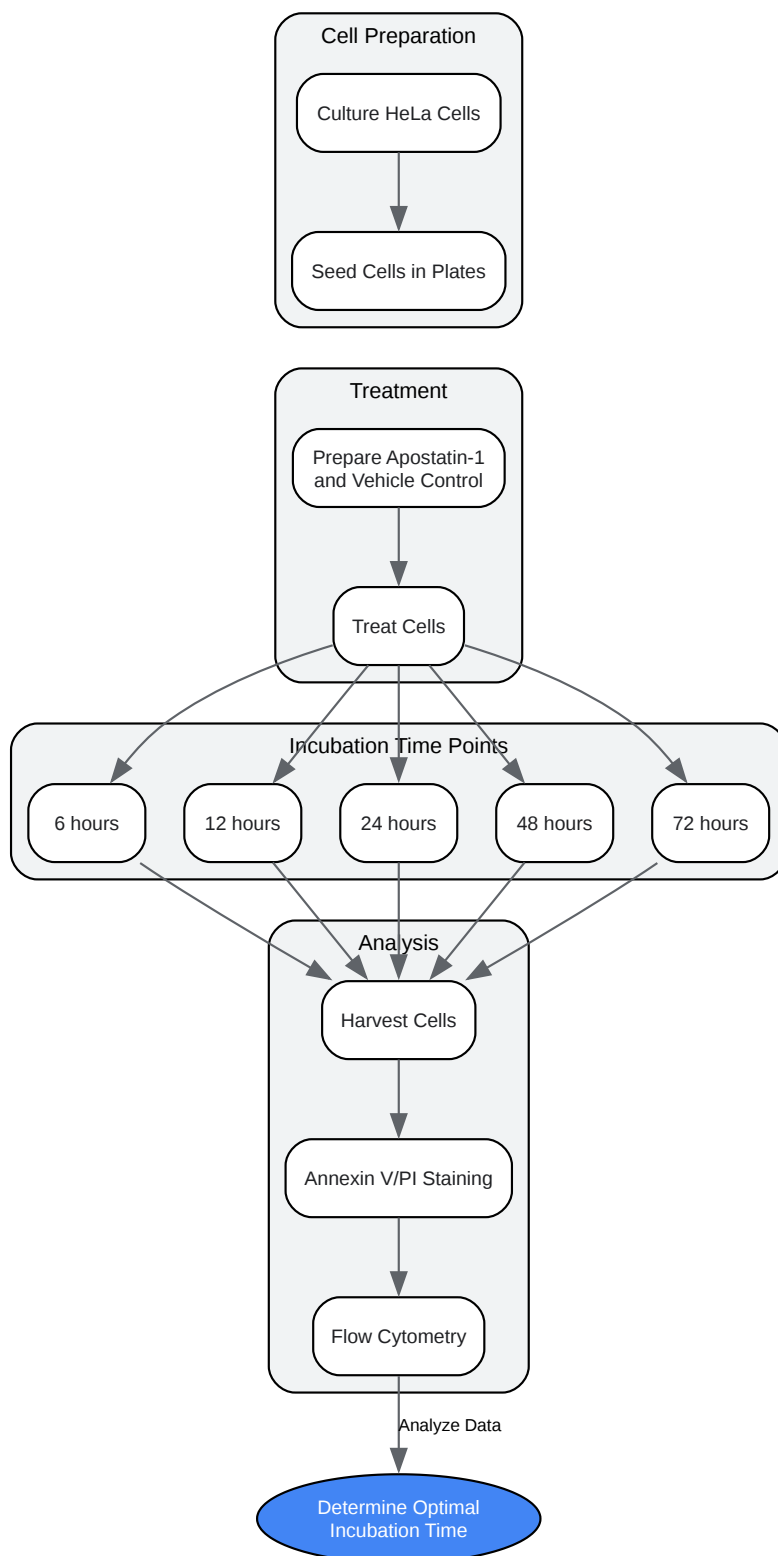 Cell Preparation
Culture HeLa Cells
Seed Cells in Plates
Treatment
Prepare Apostatin-1
and Vehicle Control
Treat Cells
Incubation Time Points
6 hours
12 hours
24 hours
48 hours
72 hours
Analysis
Harvest Cells
Annexin V/PI Staining
Flow Cytometry
Analyze Data
Determine Optimal
Incubation Time